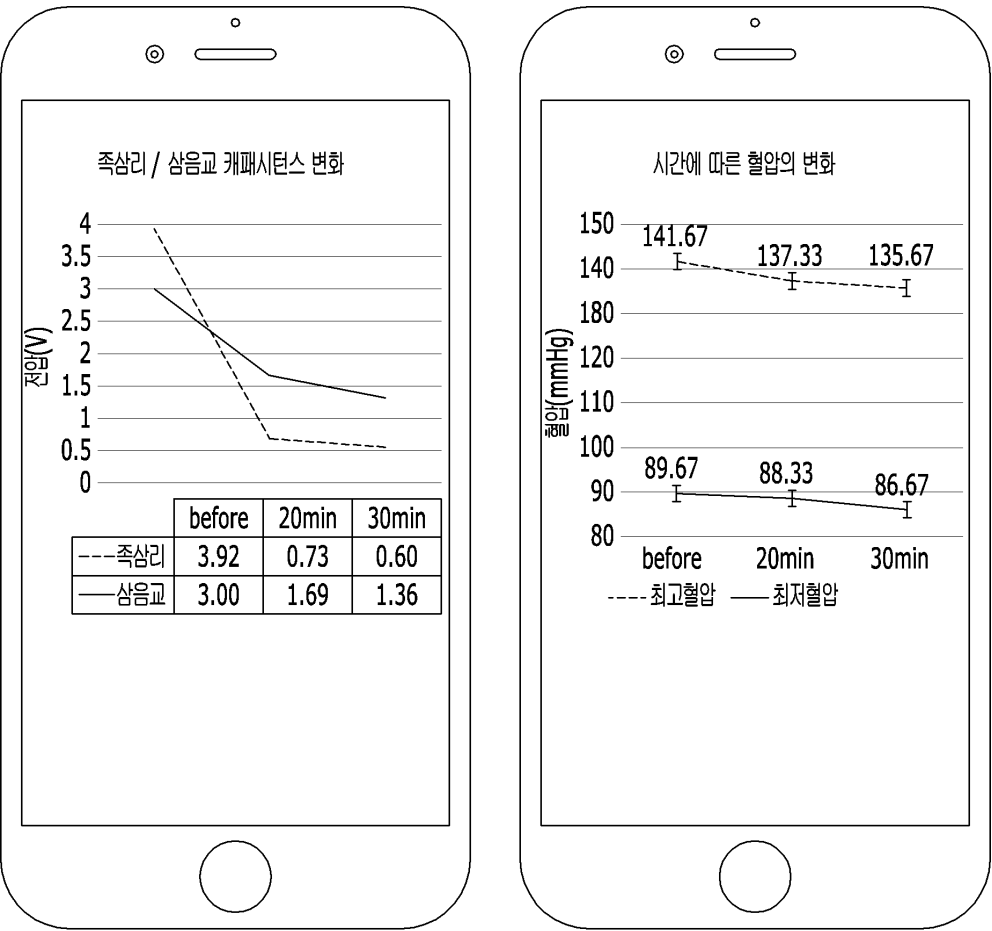 족삼리 / 삼음교 캐패시턴스 변화
4
3.5
3
2.5
2
1.5
1
0.5
0
전압(V)
before 20min 30min
족삼리 3.92 0.73 0.60
삼음교 3.00 1.69 1.36
시간에 따른 혈압의 변화
150
140
180
120
110
100
90
80
혈압(mmHg)
141.67 137.33 135.67
89.67 88.33 86.67
before 20min 30min
최고혈압 최저혈압